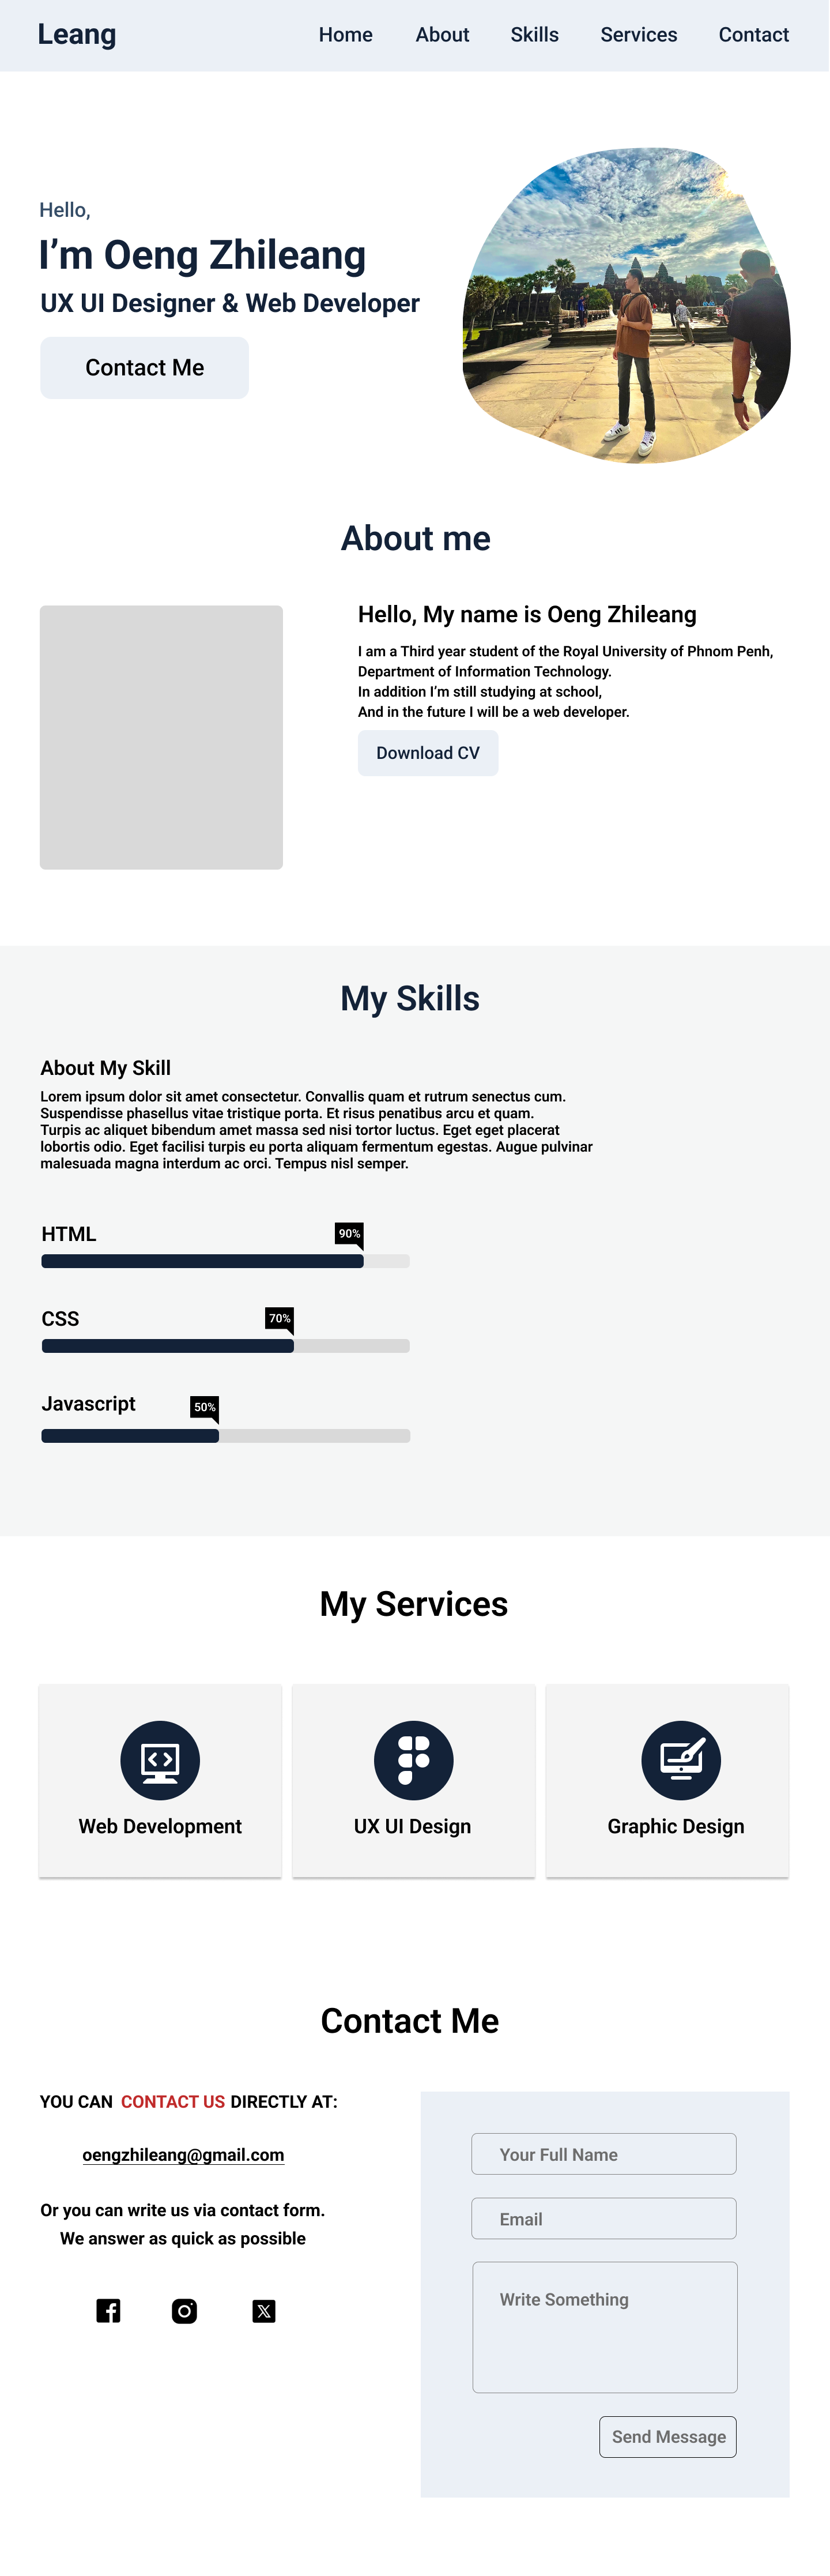 Leang
Home About Skills Services Contact
Hello,
I’m Oeng Zhileang
UX UI Designer & Web Developer
Contact Me
About me
Hello, My name is Oeng Zhileang
I am a Third year student of the Royal University of Phnom Penh,
Department of Information Technology.
In addition I’m still studying at school,
And in the future I will be a web developer.
Download CV
My Skills
About My Skill
Lorem ipsum dolor sit amet consectetur. Convallis quam et rutrum senectus cum.
Suspendisse phasellus vitae tristique porta. Et risus penatibus arcu et quam.
Turpis ac aliquet bibendum amet massa sed nisi tortor luctus. Eget eget placerat
lobortis odio. Eget facilisi turpis eu porta aliquam fermentum egestas. Augue pulvinar
malesuada magna interdum ac orci. Tempus nisl semper.
HTML
90%
CSS
70%
Javascript
50%
My Services
Web Development
UX UI Design
Graphic Design
Contact Me
YOU CAN CONTACT US DIRECTLY AT:
oengzhileang@gmail.com
Or you can write us via contact form.
We answer as quick as possible
Your Full Name
Email
Write Something
Send Message